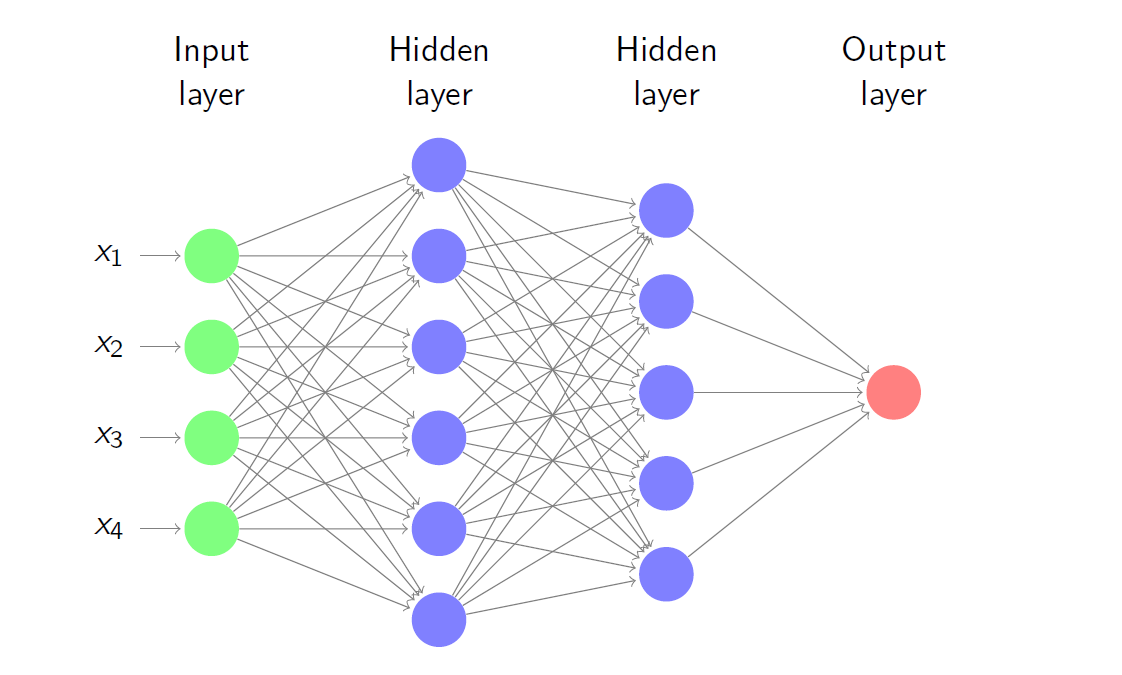 Input
layer
Hidden
layer
Hidden
layer
Output
layer
x₁
x₂
x₃
x₄